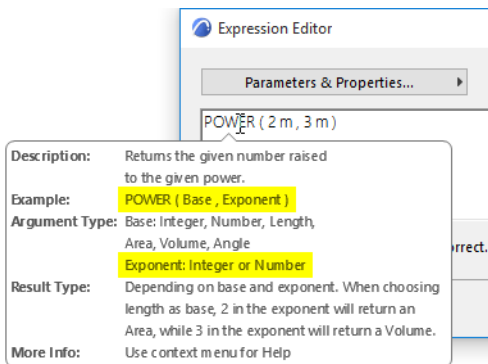 Expression Editor
Parameters & Properties...
POWER ( 2 m , 3 m )
Description: Returns the given number raised
to the given power.
Example: POWER ( Base , Exponent )
Argument Type: Base: Integer, Number, Length,
Area, Volume, Angle
Exponent: Integer or Number
Result Type: Depending on base and exponent. When choosing
length as base, 2 in the exponent will return an
Area, while 3 in the exponent will return a Volume.
More Info: Use context menu for Help